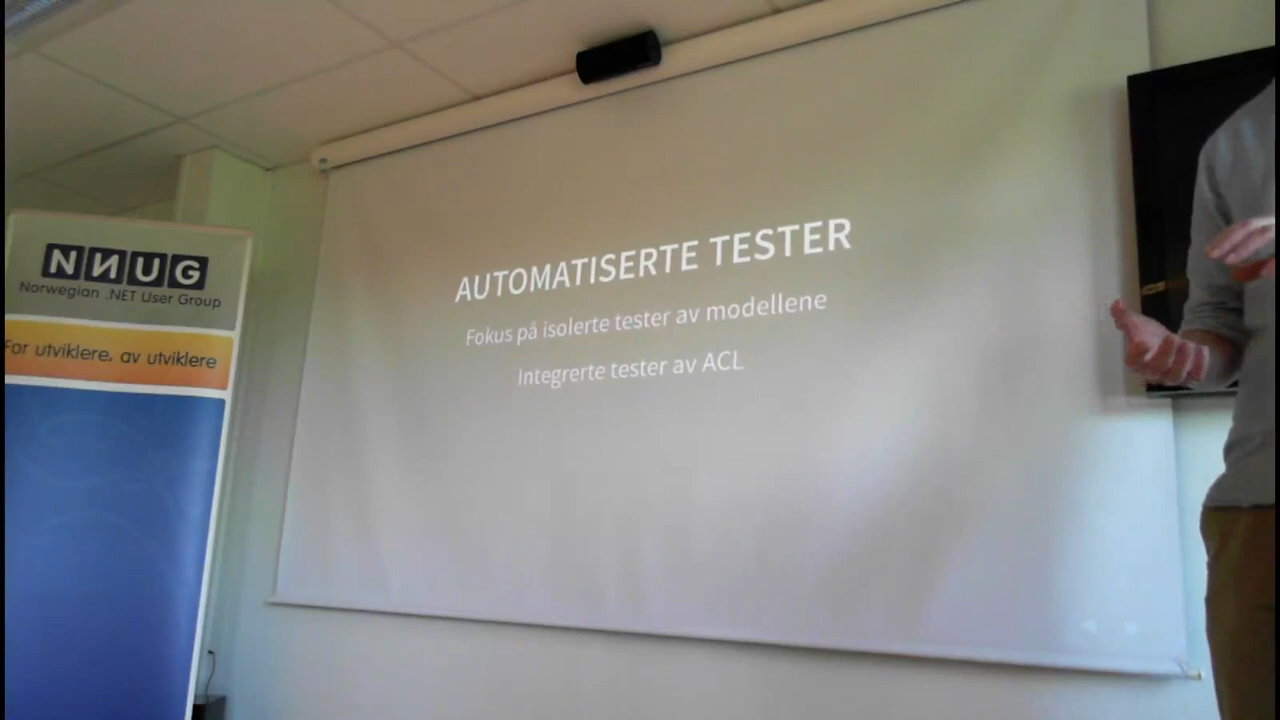 NNUG
Norwegian .NET User Group
For utviklere, av utviklere
AUTOMATISERTE TESTER
Fokus på isolerte tester av modellene
Integrerte tester av ACL